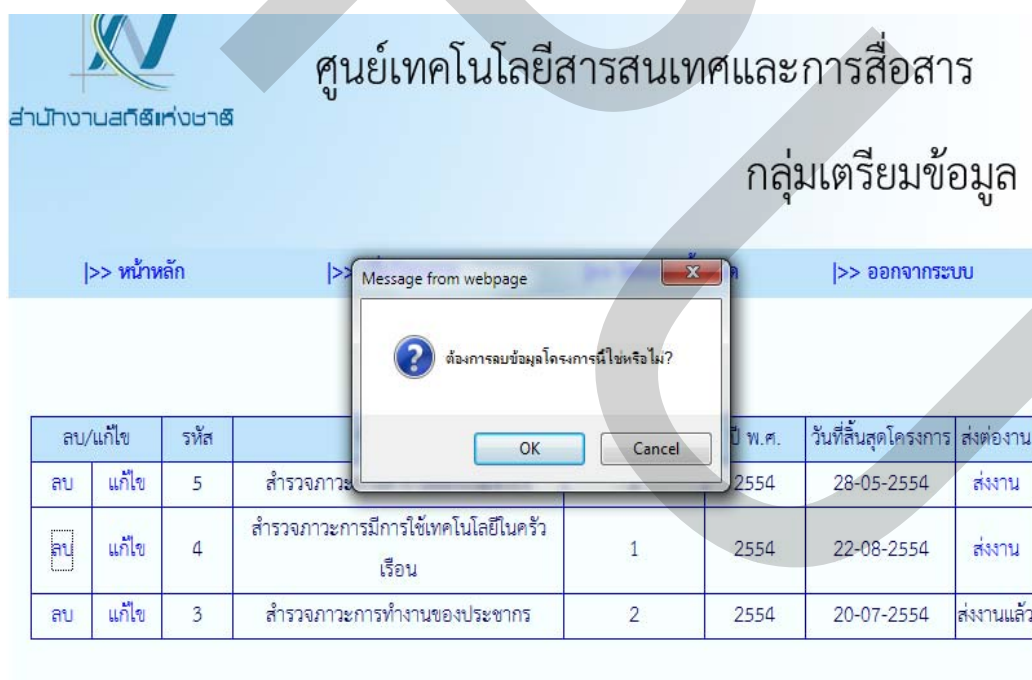 ศูนย์เทคโนโลยีสารสนเทศและการสื่อสาร
สำนักงานสถิติแห่งชาติ
กลุ่มเตรียมข้อมูล
|>> หน้าหลัก |>> |>> ออกจากระบบ
Message from webpage
ต้องการลบข้อมูลโครงการนี้ใช่หรือไม่?
OK Cancel
ลบ/แก้ไข รหัส ปี พ.ศ. วันที่สิ้นสุดโครงการ ส่งต่องาน
ลบ แก้ไข 5 สำรวจภาวะ 2554 28-05-2554 ส่งงาน
สำรวจภาวะการมีการใช้เทคโนโลยีในครัว
ลบ แก้ไข 4 1 2554 22-08-2554 ส่งงาน
เรือน
ลบ แก้ไข 3 สำรวจภาวะการทำงานของประชากร 2 2554 20-07-2554 ส่งงานแล้ว